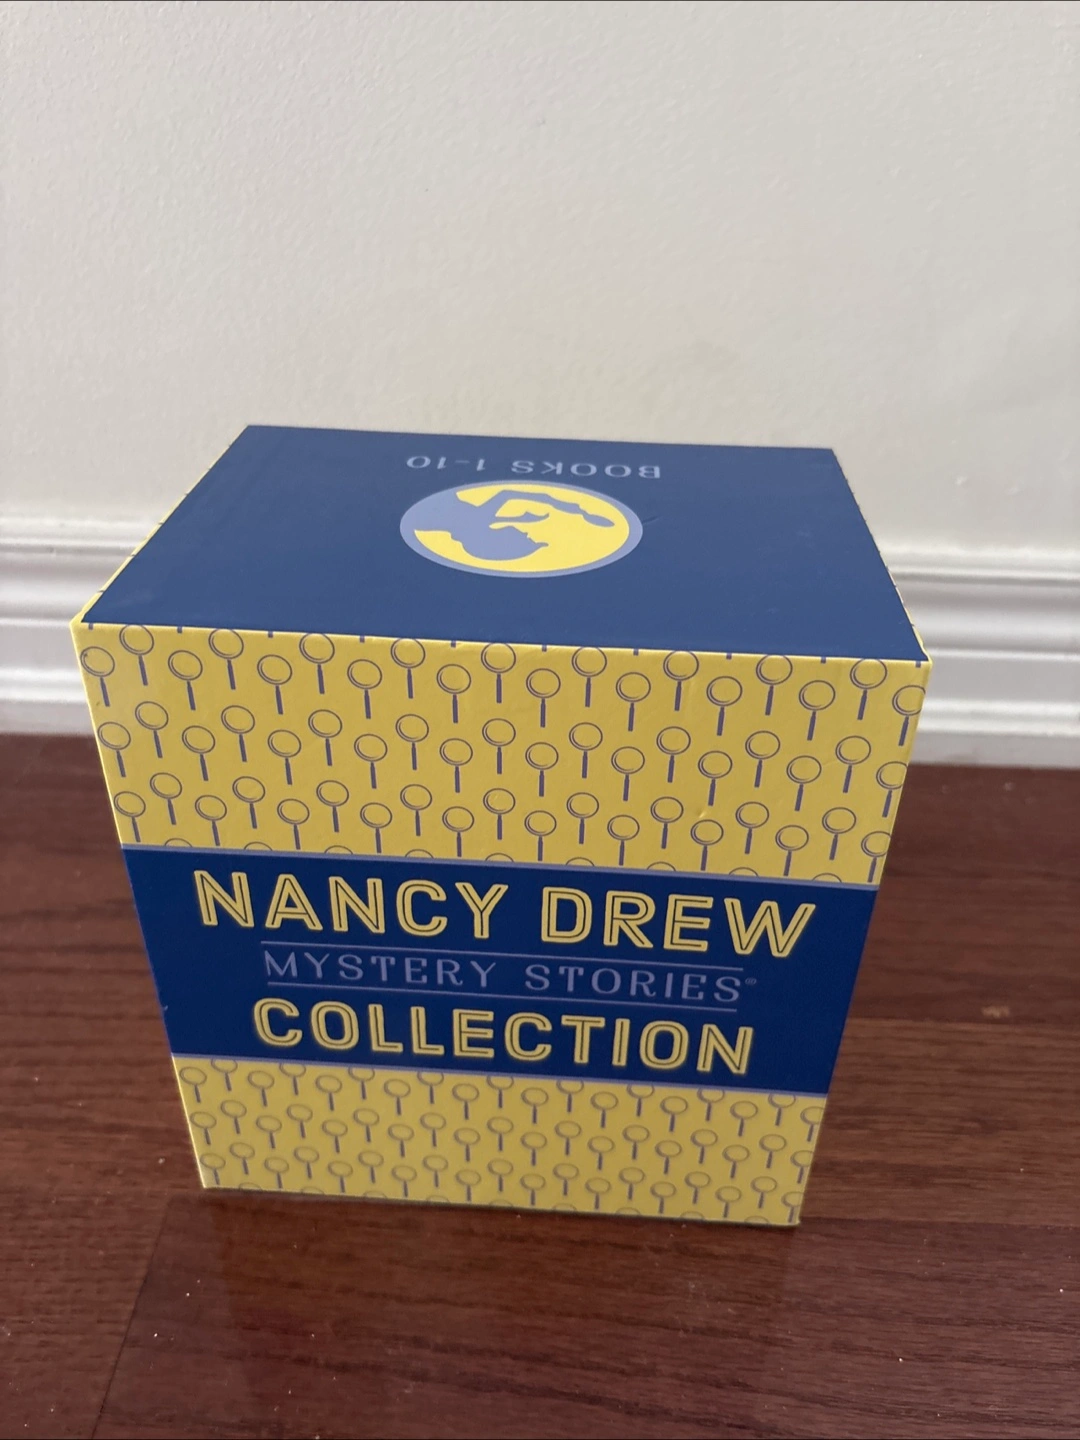 BOOKS 1-10
NANCY DREW
MYSTERY STORIES®
COLLECTION